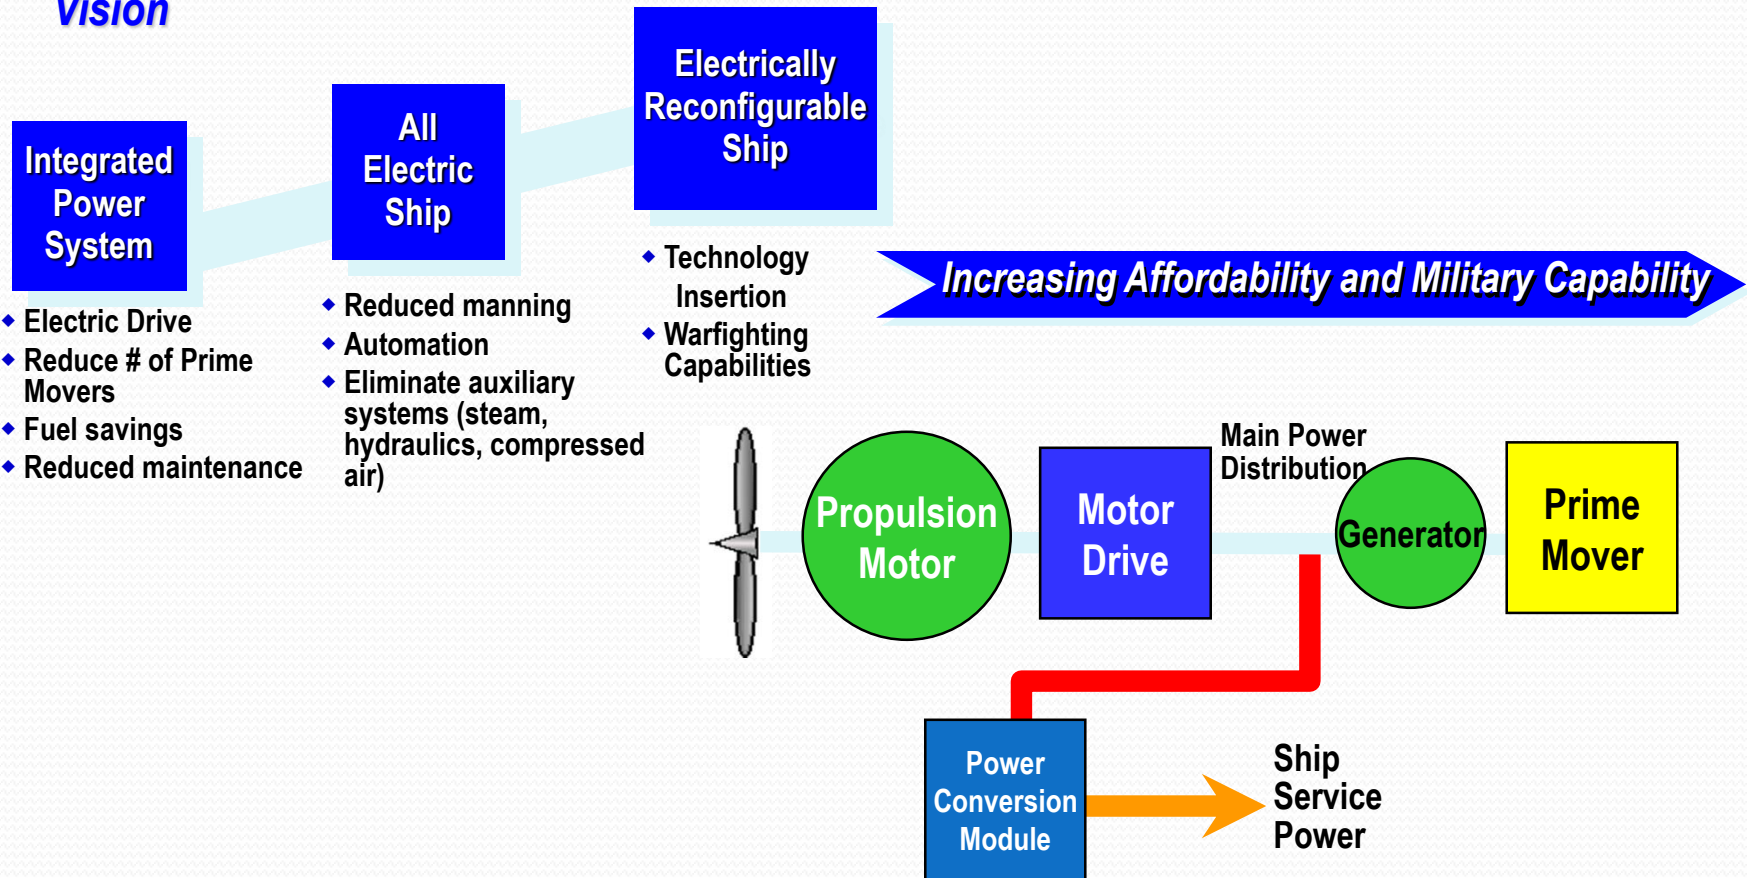 Vision
Integrated
Power
System
Electric Drive
Reduce # of Prime
Movers
Fuel savings
Reduced maintenance
All
Electric
Ship
Reduced manning
Automation
Eliminate auxiliary
systems (steam,
hydraulics, compressed
air)
Electrically
Reconfigurable
Ship
Technology
Insertion
Warfighting
Capabilities
Increasing Affordability and Military Capability
Propulsion
Motor
Motor
Drive
Main Power
Distribution
Generator
Prime
Mover
Power
Conversion
Module
Ship
Service
Power